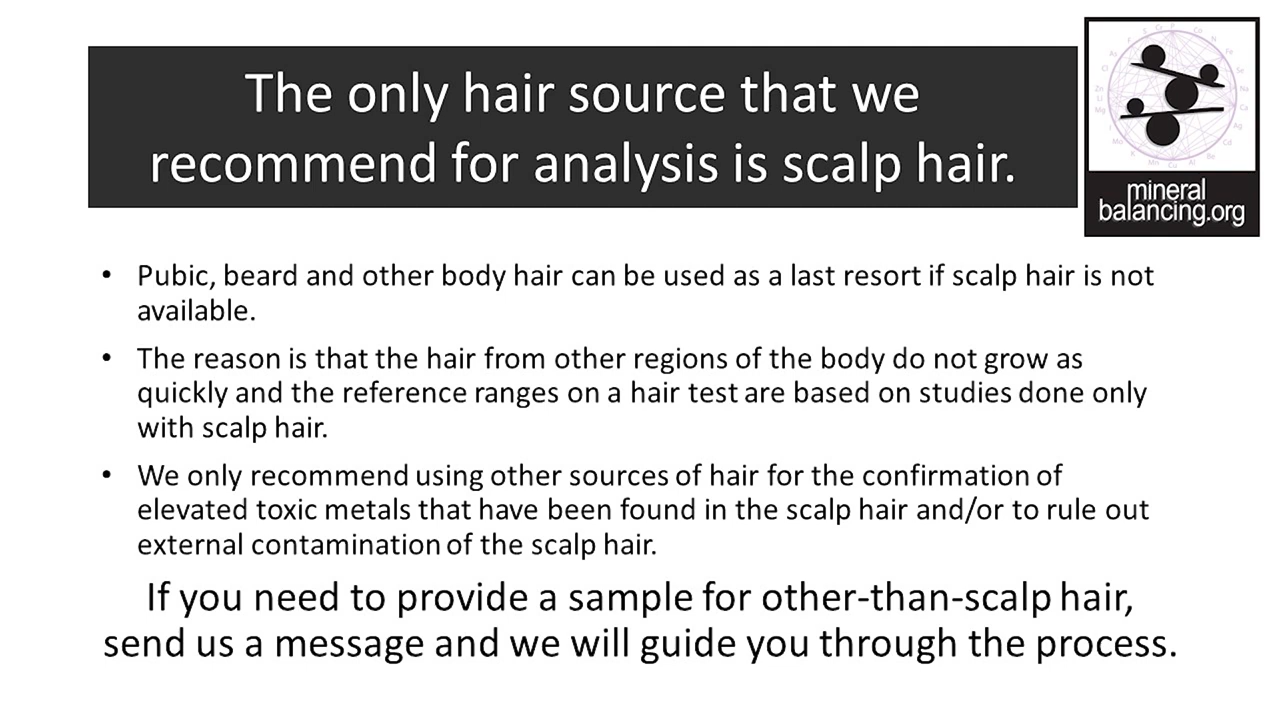 The only hair source that we
recommend for analysis is scalp hair.
mineral
balancing.org
• Pubic, beard and other body hair can be used as a last resort if scalp hair is not
available.
• The reason is that the hair from other regions of the body do not grow as
quickly and the reference ranges on a hair test are based on studies done only
with scalp hair.
• We only recommend using other sources of hair for the confirmation of
elevated toxic metals that have been found in the scalp hair and/or to rule out
external contamination of the scalp hair.
If you need to provide a sample for other-than-scalp hair,
send us a message and we will guide you through the process.